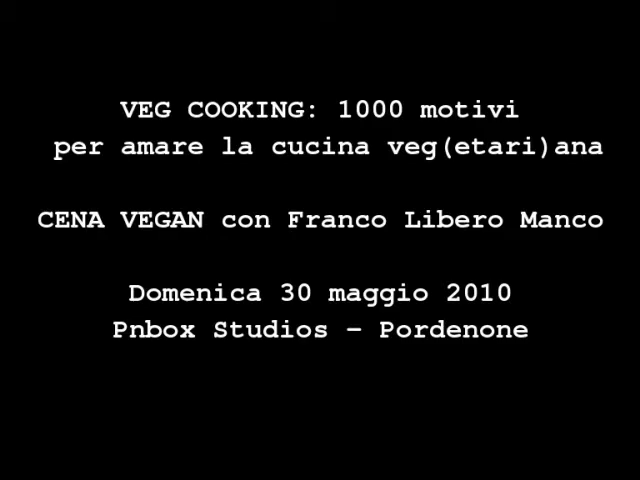 VEG COOKING: 1000 motivi
per amare la cucina veg(etari)ana
CENA VEGAN con Franco Libero Manco
Domenica 30 maggio 2010
Pnbox Studios – Pordenone